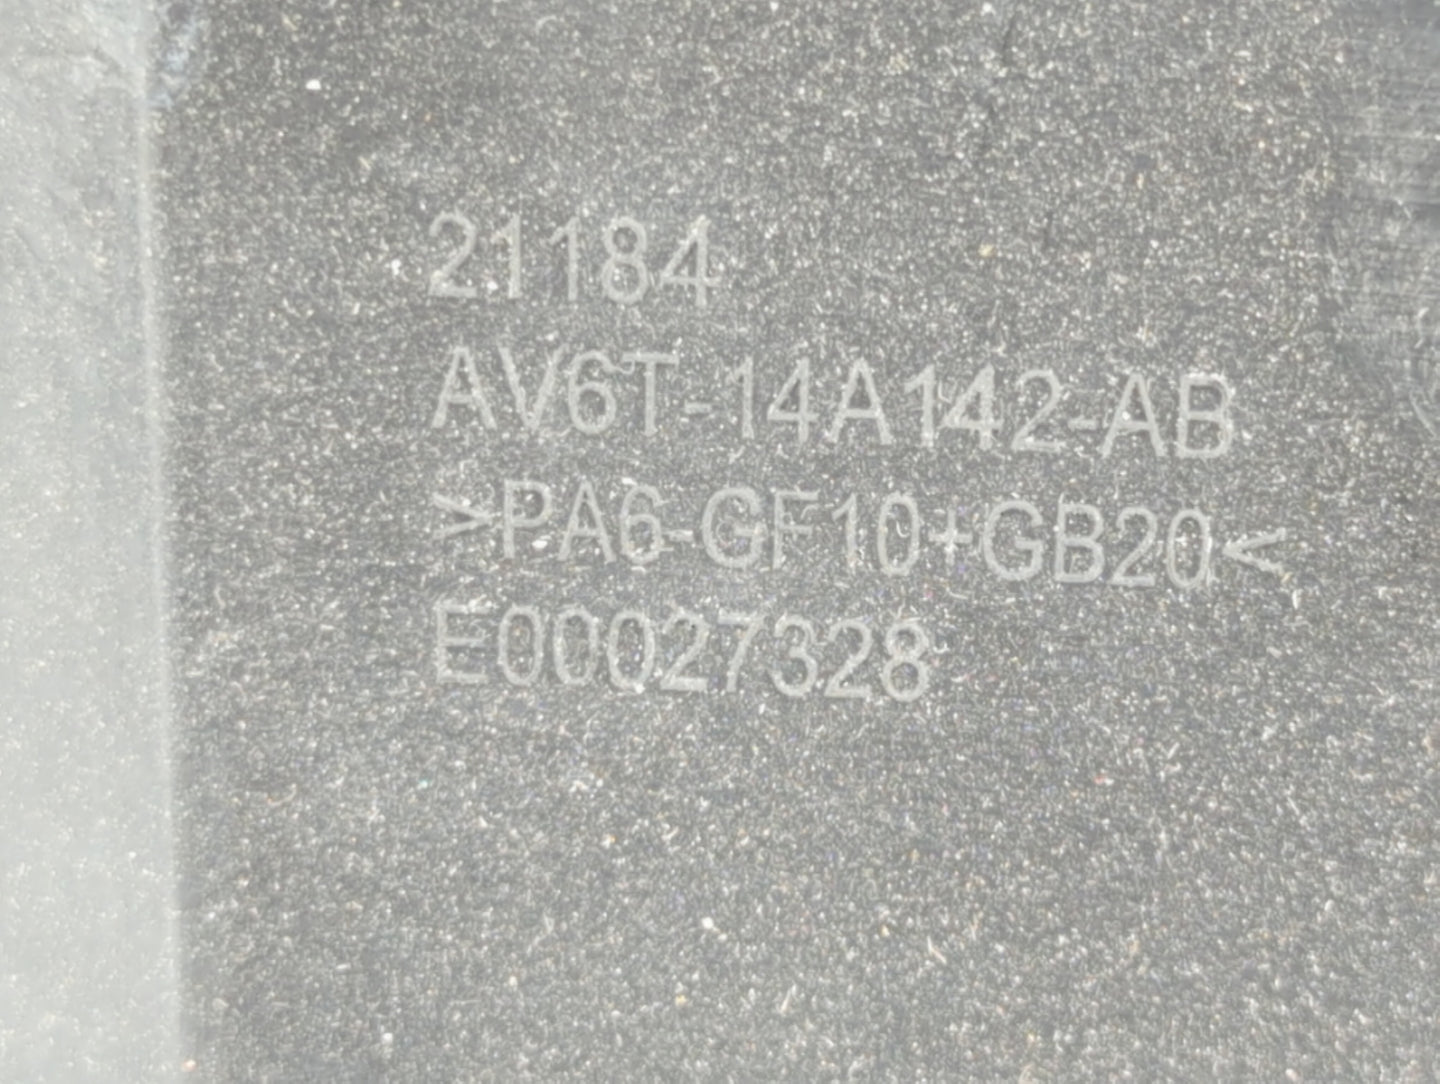 21184
AV6T-14A142-AB
>PA6-GF10+GB20<
E00027328